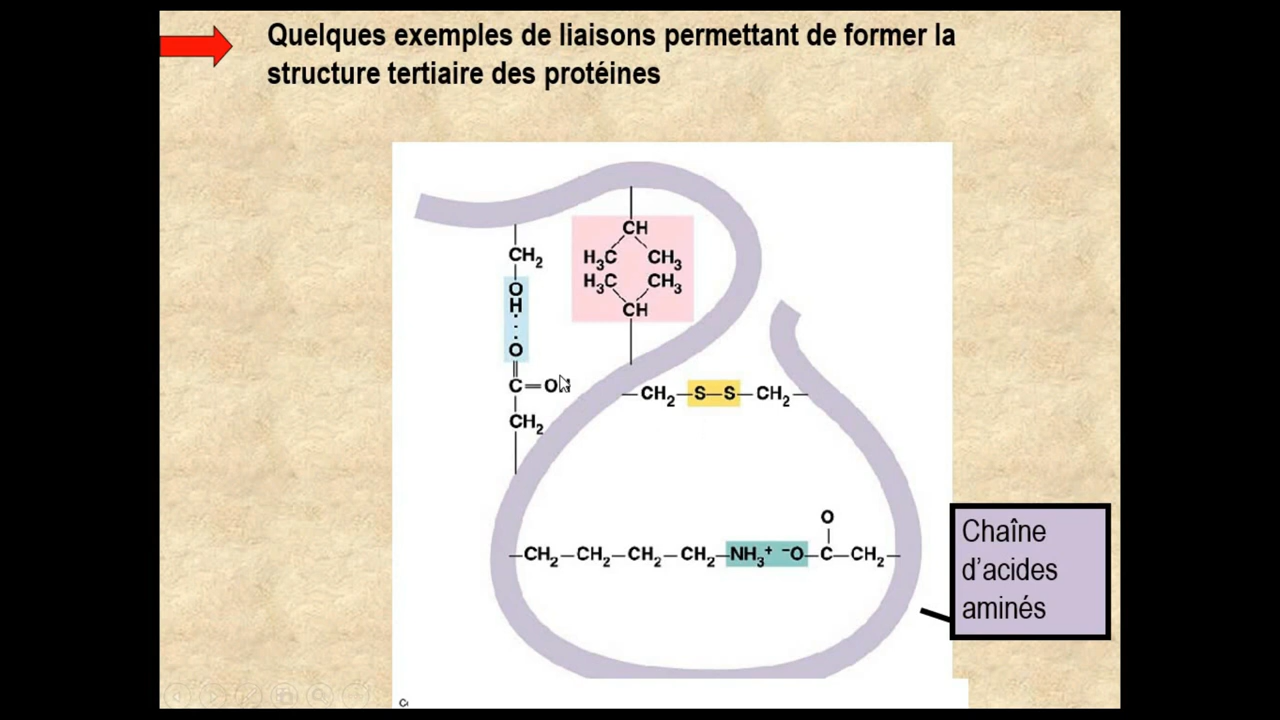 Quelques exemples de liaisons permettant de former la
structure tertiaire des protéines
CH
CH₂
H₃C CH₃
H₃C CH₃
O
H
CH
O
C=O
CH₂—S—S—CH₂
CH₂
O
CH₂—CH₂—CH₂—CH₂—NH₃⁺ ⁻O—C—CH₂
Chaîne
d’acides
aminés